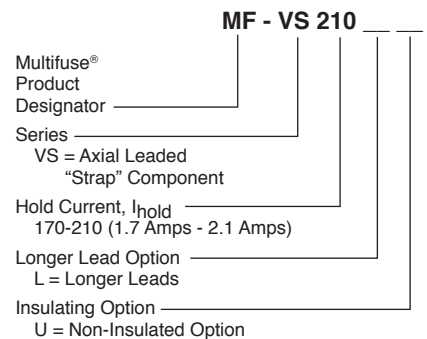 MF - VS 210 __ __
Multifuse®
Product
Designator
Series
VS = Axial Leaded
“Strap” Component
Hold Current, Ihold
170-210 (1.7 Amps - 2.1 Amps)
Longer Lead Option
L = Longer Leads
Insulating Option
U = Non-Insulated Option